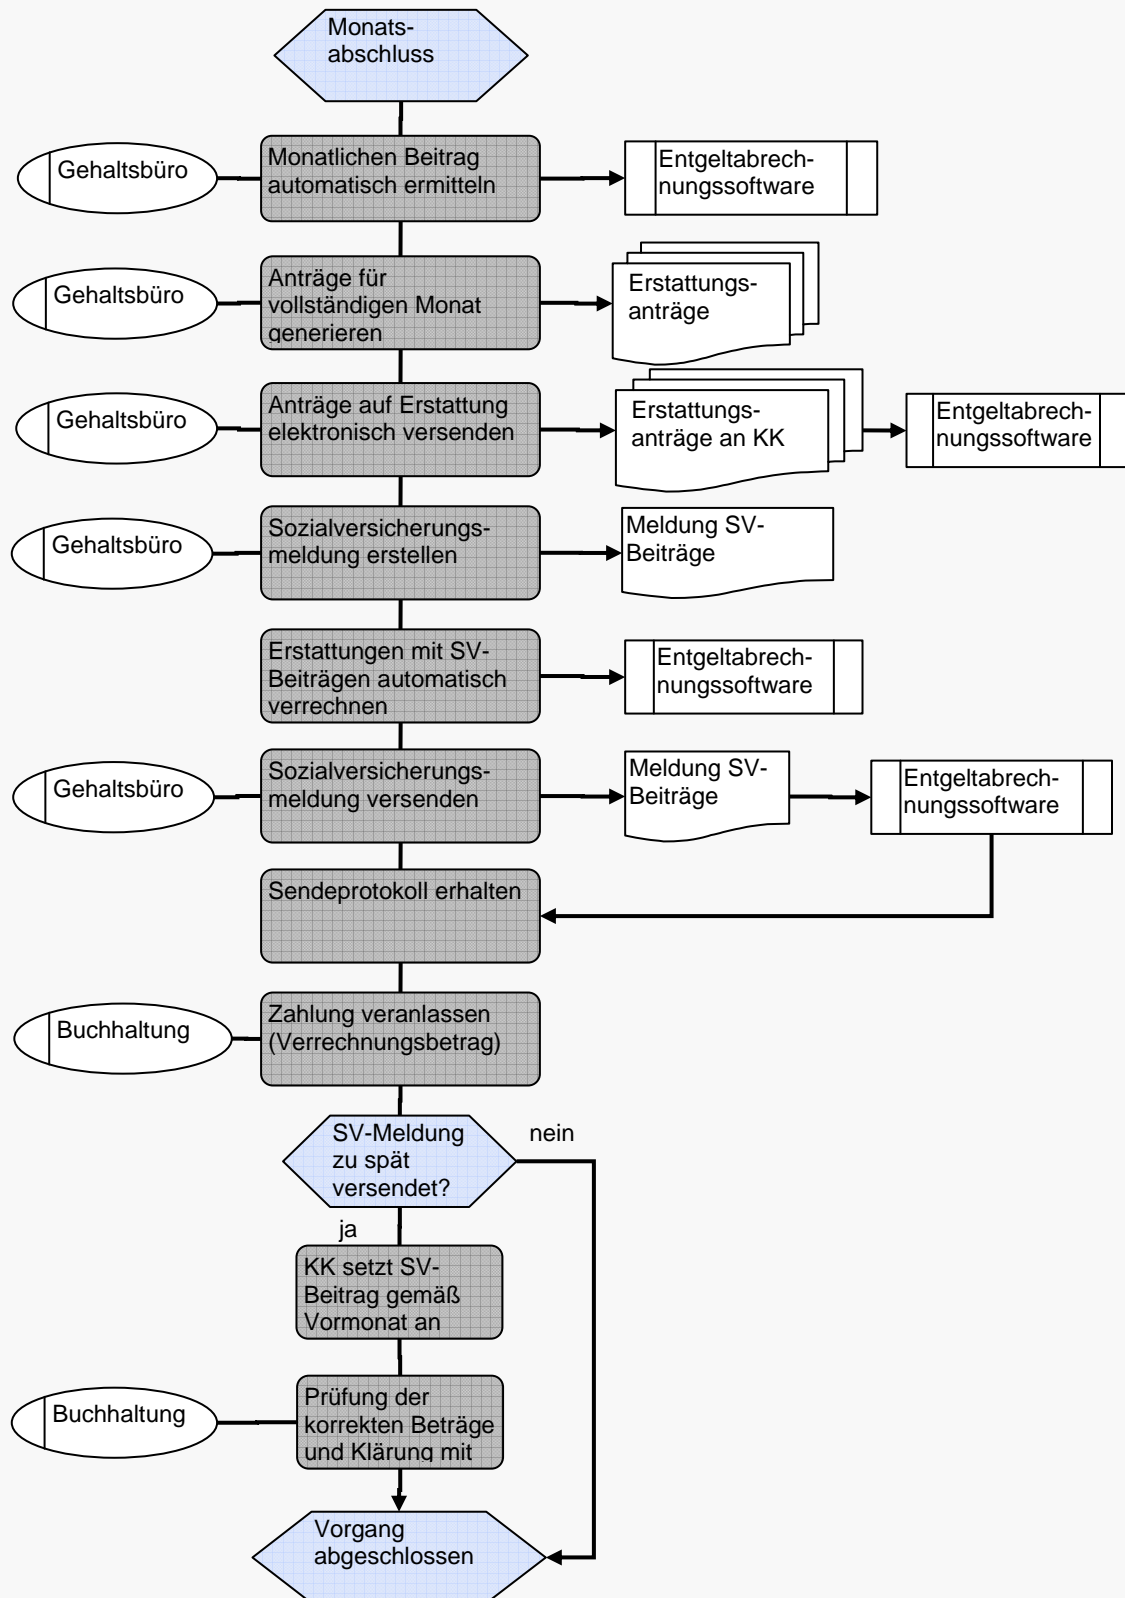 Monats-
abschluss
Gehaltsbüro
Monatlichen Beitrag
automatisch ermitteln
Entgeltabrech-
nungssoftware
Gehaltsbüro
Anträge für
vollständigen Monat
generieren
Erstattungs-
anträge
Gehaltsbüro
Anträge auf Erstattung
elektronisch versenden
Erstattungs-
anträge an KK
Entgeltabrech-
nungssoftware
Gehaltsbüro
Sozialversicherungs-
meldung erstellen
Meldung SV-
Beiträge
Erstattungen mit SV-
Beiträgen automatisch
verrechnen
Entgeltabrech-
nungssoftware
Gehaltsbüro
Sozialversicherungs-
meldung versenden
Meldung SV-
Beiträge
Entgeltabrech-
nungssoftware
Sendeprotokoll erhalten
Buchhaltung
Zahlung veranlassen
(Verrechnungsbetrag)
SV-Meldung
zu spät
versendet?
nein
ja
KK setzt SV-
Beitrag gemäß
Vormonat an
Buchhaltung
Prüfung der
korrekten Beträge
und Klärung mit
Vorgang
abgeschlossen